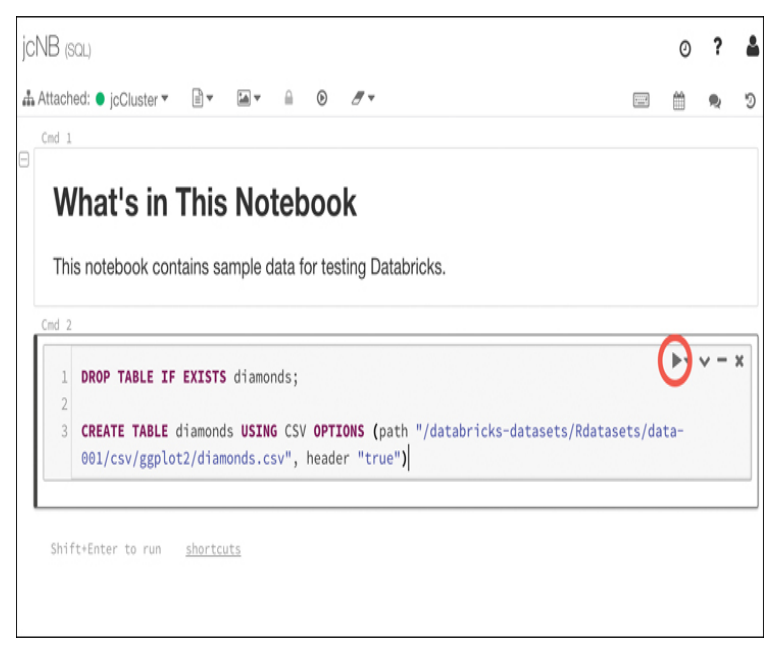 jcNB (SQL)
?
Attached: jcCluster
Cmd 1
What's in This Notebook
This notebook contains sample data for testing Databricks.
Cmd 2
1 DROP TABLE IF EXISTS diamonds;
2
3 CREATE TABLE diamonds USING CSV OPTIONS (path "/databricks-datasets/Rdatasets/data-
001/csv/ggplot2/diamonds.csv", header "true")
Shift+Enter to run shortcuts